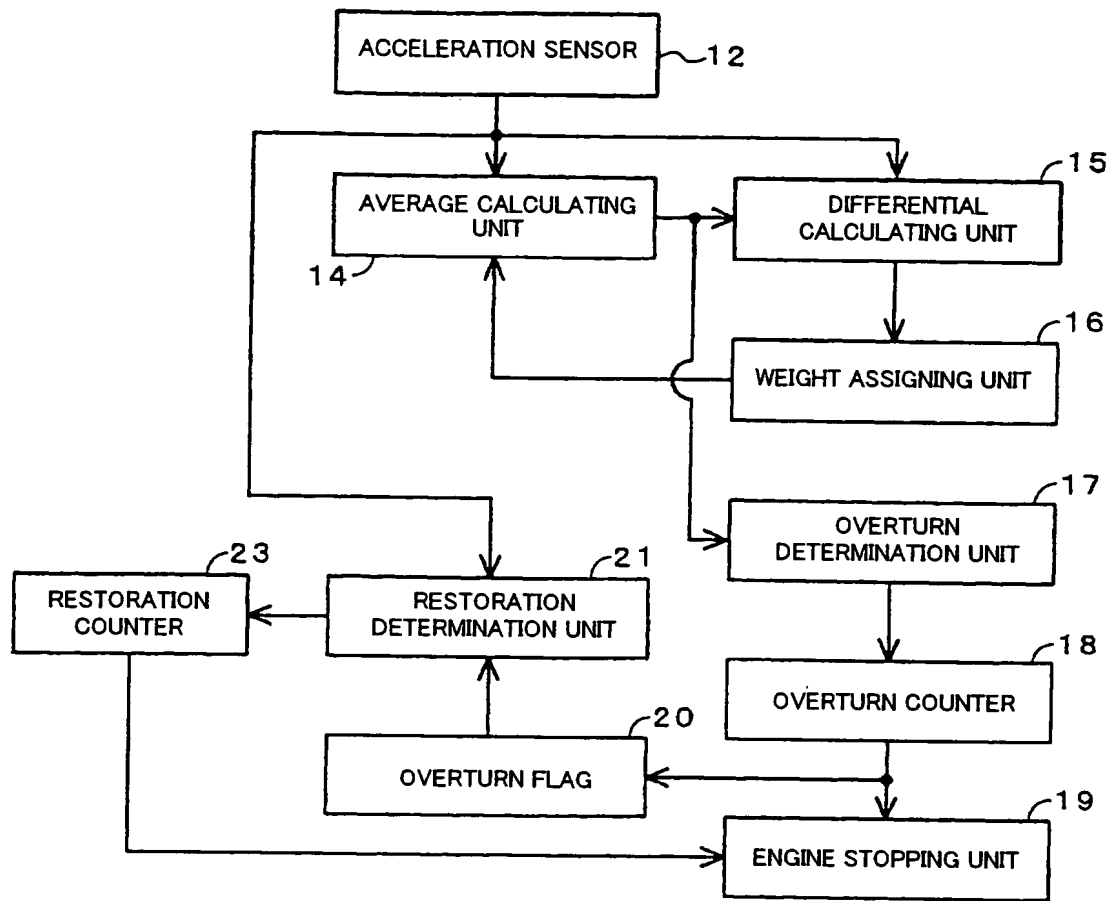 ACCELERATION SENSOR
12
15
AVERAGE CALCULATING
UNIT
14
DIFFERENTIAL
CALCULATING UNIT
16
WEIGHT ASSIGNING UNIT
17
OVERTURN
DETERMINATION UNIT
23
RESTORATION
COUNTER
21
RESTORATION
DETERMINATION UNIT
18
OVERTURN COUNTER
20
OVERTURN FLAG
19
ENGINE STOPPING UNIT